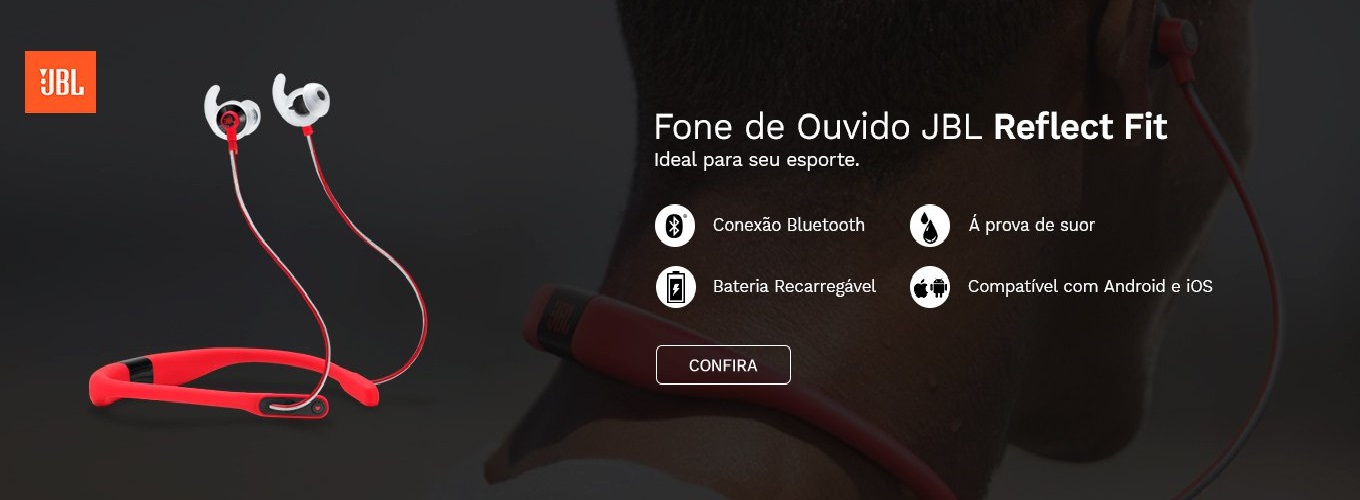 JBL
Fone de Ouvido JBL Reflect Fit
Ideal para seu esporte.
Conexão Bluetooth
Á prova de suor
Bateria Recarregável
Compatível com Android e iOS
JBL
CONFIRA